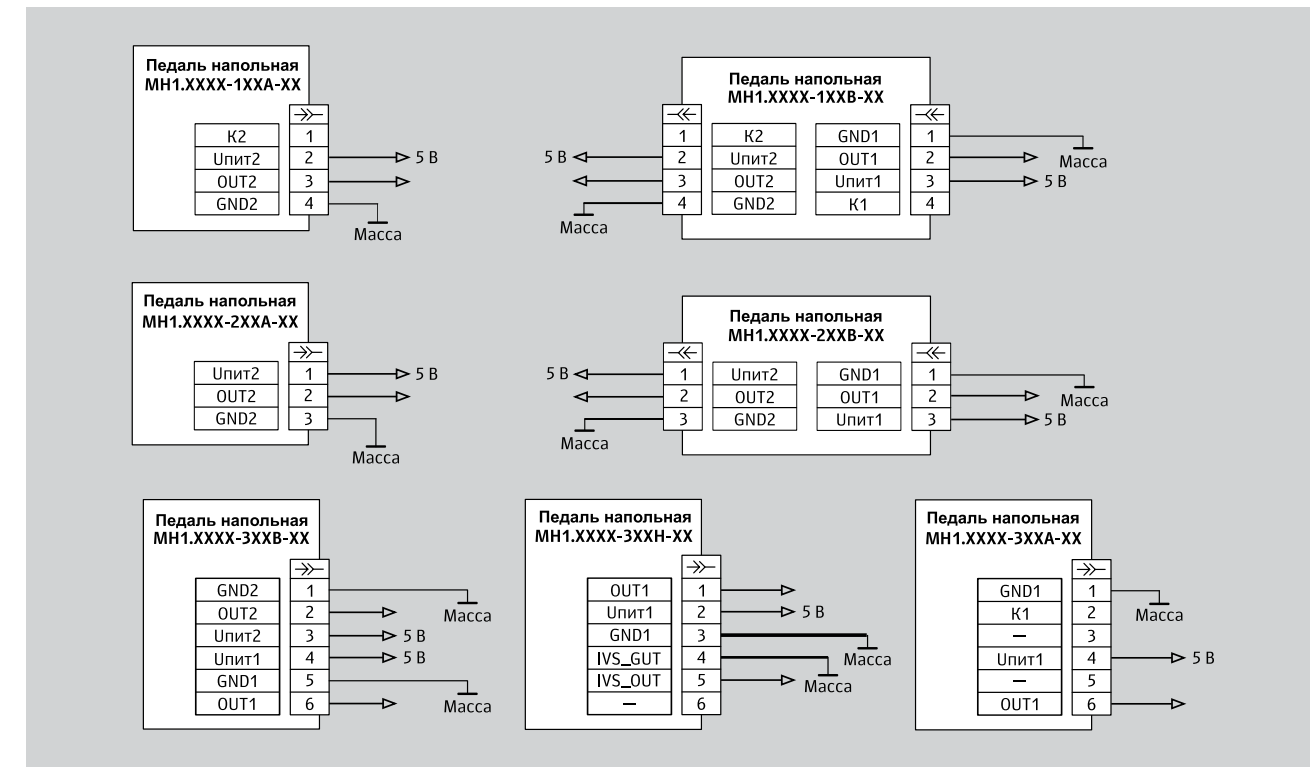 Педаль напольная
МН1.XXXX-1XXA-XX
К2 1
Uпит2 2 5 В
OUT2 3
GND2 4
Масса
Педаль напольная
МН1.XXXX-1XXB-XX
1 К2 GND1 1
5 В 2 Uпит2 OUT1 2
3 OUT2 Uпит1 3 5 В
4 GND2 К1 4
Масса
Масса
Педаль напольная
МН1.XXXX-2XXA-XX
Uпит2 1 5 В
OUT2 2
GND2 3
Масса
Педаль напольная
МН1.XXXX-2XXB-XX
5 В 1 Uпит2 GND1 1
2 OUT2 OUT1 2
3 GND2 Uпит1 3 5 В
Масса
Масса
Педаль напольная
МН1.XXXX-3XXB-XX
GND2 1
OUT2 2
Uпит2 3 5 В
Uпит1 4 5 В
GND1 5
OUT1 6
Масса
Масса
Педаль напольная
МН1.XXXX-3XXH-XX
OUT1 1
Uпит1 2 5 В
GND1 3
IVS_GUT 4
IVS_OUT 5
— 6
Масса
Масса
Педаль напольная
МН1.XXXX-3XXA-XX
GND1 1
К1 2
— 3
Uпит1 4 5 В
— 5
OUT1 6
Масса